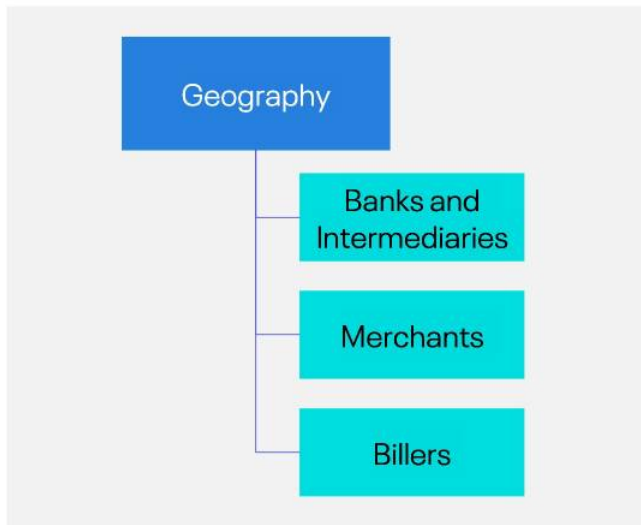 Geography
Banks and
Intermediaries
Merchants
Billers